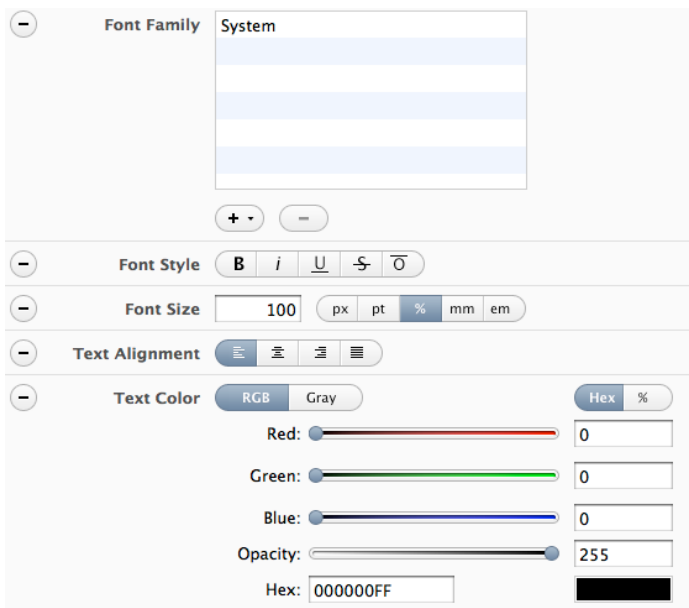 Font Family System
Font Style B i U S O
Font Size 100 px pt % mm em
Text Alignment
Text Color RGB Gray Hex %
Red: 0
Green: 0
Blue: 0
Opacity: 255
Hex: 000000FF